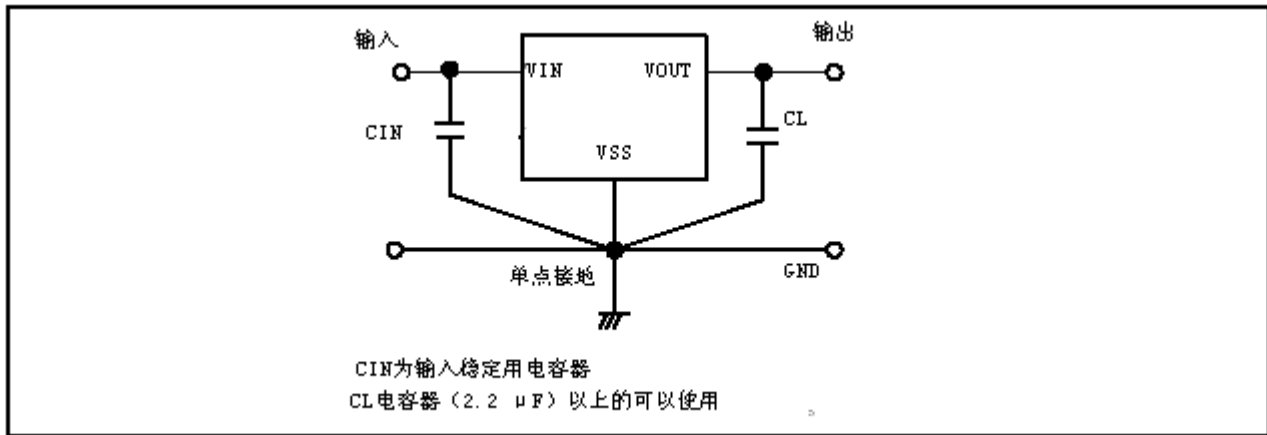 输入
输出
VIN
VOUT
CIN
CL
VSS
单点接地
GND
CIN为输入稳定用电容器
CL电容器（2.2 μF）以上的可以使用